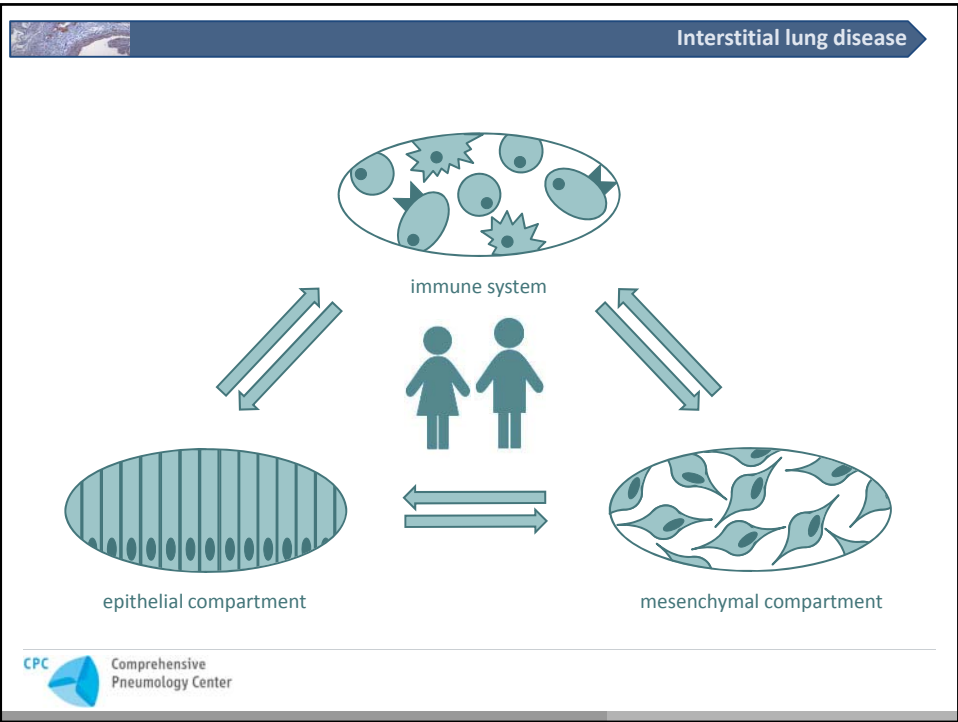 Interstitial lung disease
immune system
epithelial compartment
mesenchymal compartment
CPC
Comprehensive
Pneumology Center